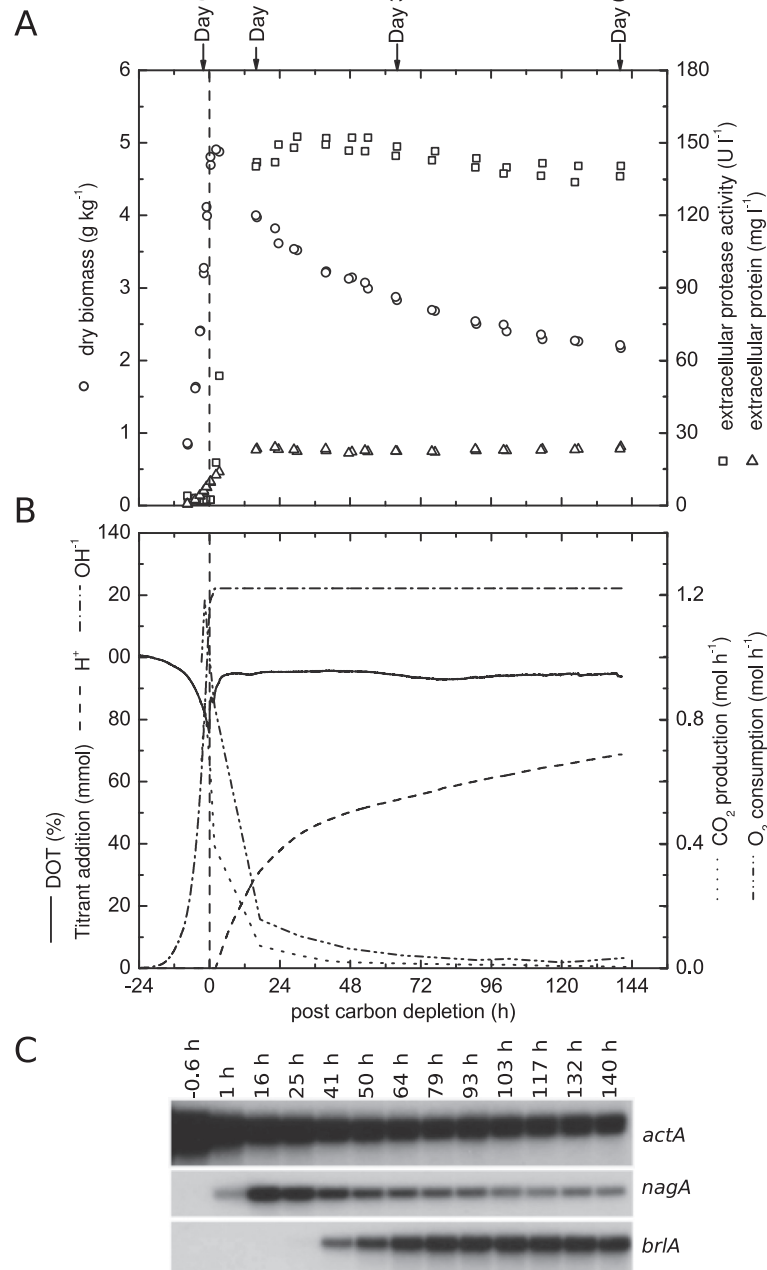 A
Day
Day
Day
Day
6
5
4
3
2
1
0
dry biomass (g kg⁻¹)
180
150
120
90
60
30
0
extracellular protease activity (U l⁻¹)
extracellular protein (mg l⁻¹)
B
140
20
00
80
60
40
20
0
DOT (%)
Titrant addition (mmol)
H⁺
OH⁻¹
1.2
0.8
0.4
0.0
CO₂ production (mol h⁻¹)
O₂ consumption (mol h⁻¹)
-24 0 24 48 72 96 120 144
post carbon depletion (h)
C
-0.6 h 1 h 16 h 25 h 41 h 50 h 64 h 79 h 93 h 103 h 117 h 132 h 140 h
actA
nagA
brlA